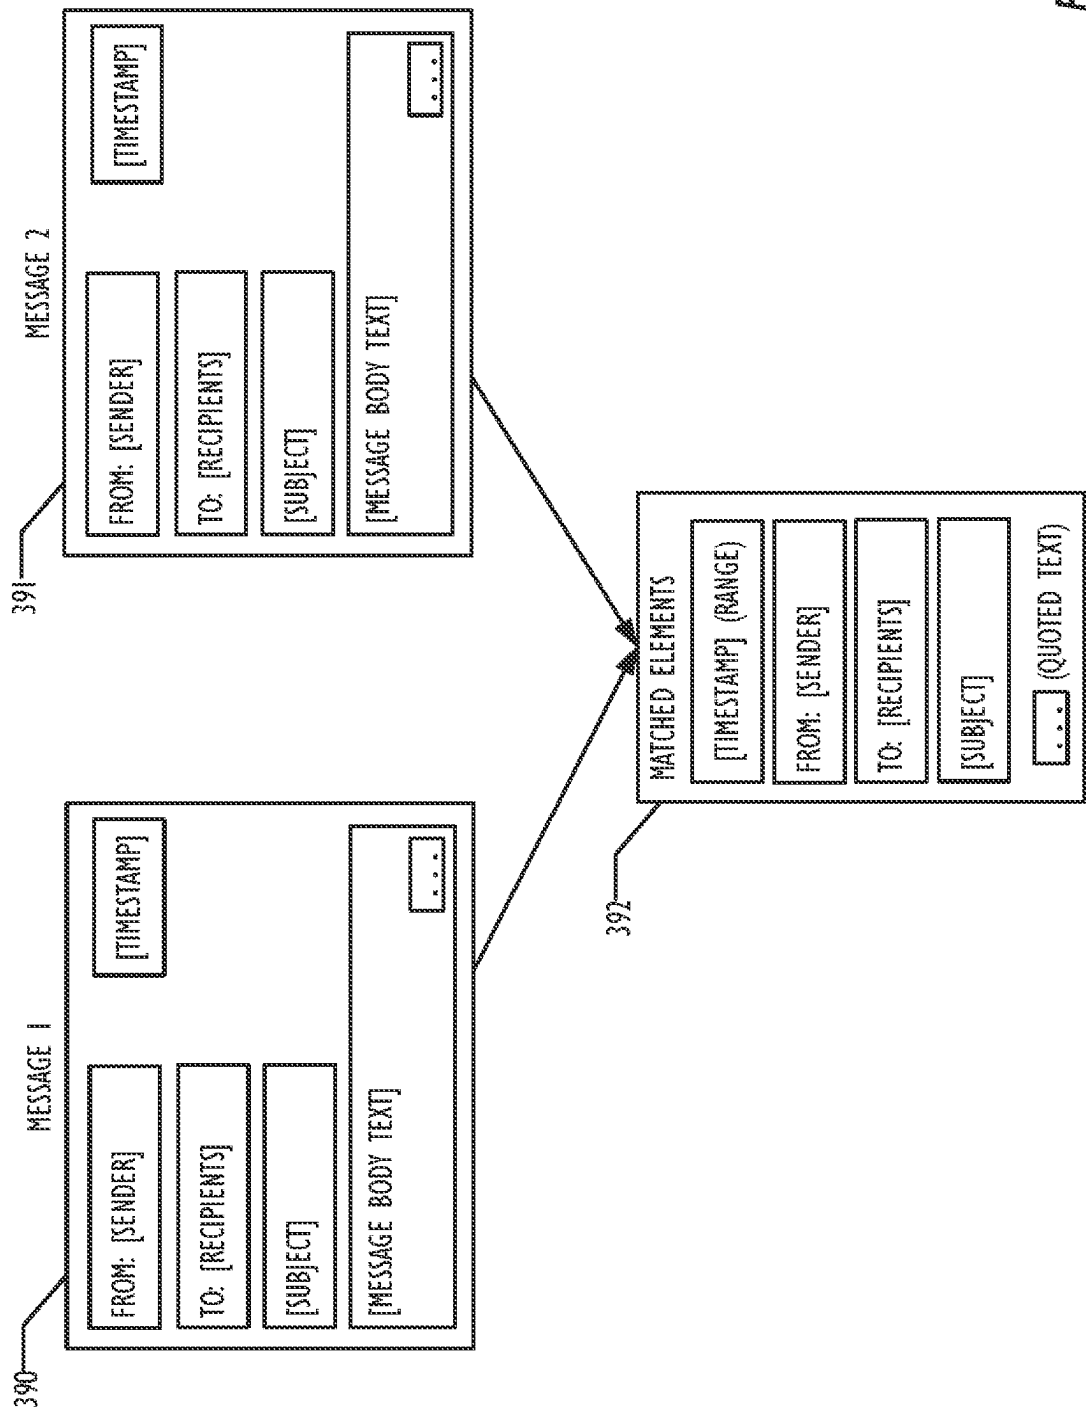 MESSAGE 1
390
FROM: [SENDER]
[TIMESTAMP]
TO: [RECIPIENTS]
[SUBJECT]
[MESSAGE BODY TEXT]
...
MESSAGE 2
391
FROM: [SENDER]
[TIMESTAMP]
TO: [RECIPIENTS]
[SUBJECT]
[MESSAGE BODY TEXT]
...
392
MATCHED ELEMENTS
[TIMESTAMP] (RANGE)
FROM: [SENDER]
TO: [RECIPIENTS]
[SUBJECT]
... (QUOTED TEXT)